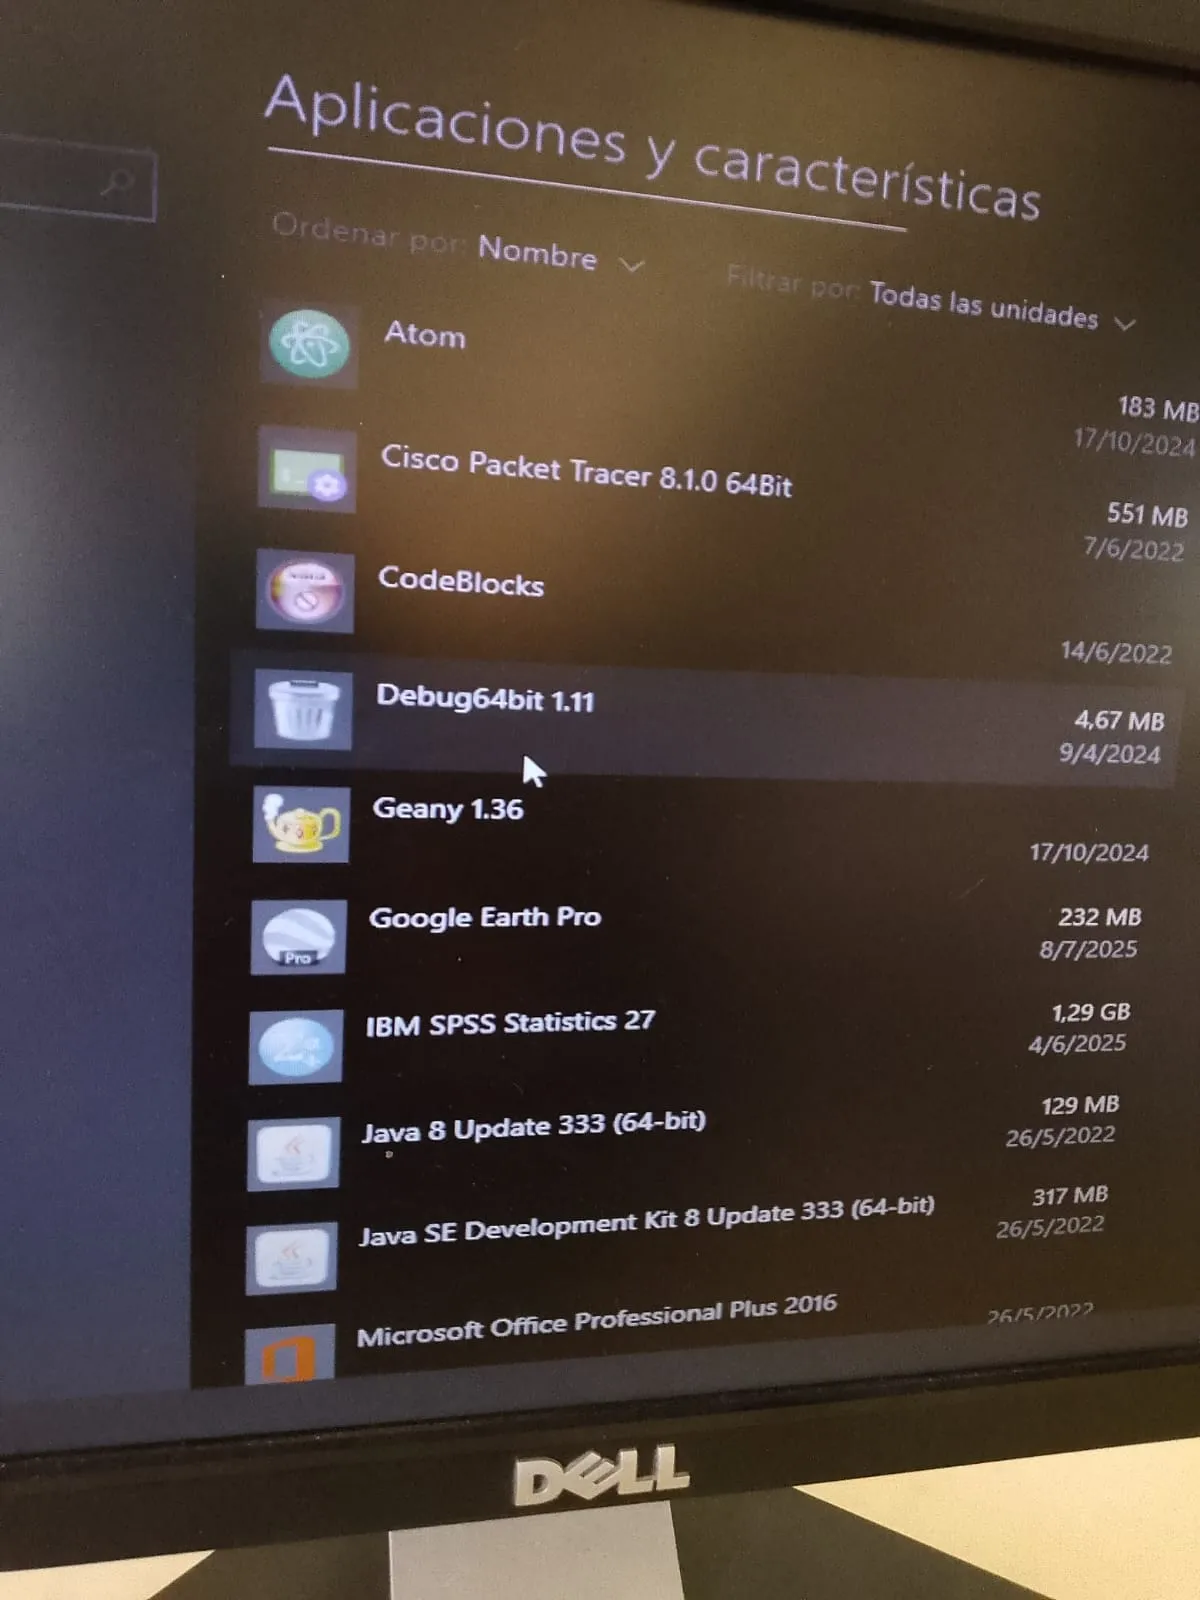 Aplicaciones y características
Ordenar por: Nombre
Filtrar por: Todas las unidades
Atom
183 MB
17/10/2024
Cisco Packet Tracer 8.1.0 64Bit
551 MB
7/6/2022
CodeBlocks
14/6/2022
Debug64bit 1.11
4,67 MB
9/4/2024
Geany 1.36
17/10/2024
Google Earth Pro
Pro
232 MB
8/7/2025
IBM SPSS Statistics 27
1,29 GB
4/6/2025
Java 8 Update 333 (64-bit)
129 MB
26/5/2022
Java SE Development Kit 8 Update 333 (64-bit)
317 MB
26/5/2022
Microsoft Office Professional Plus 2016
26/5/2022
DELL